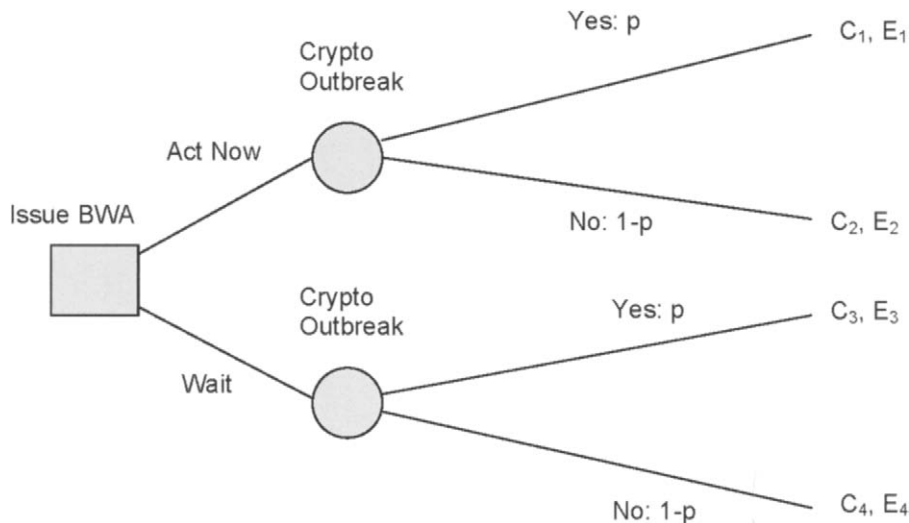 Yes: p
C₁, E₁
Crypto
Outbreak
Act Now
Issue BWA
No: 1-p
C₂, E₂
Crypto
Outbreak
Yes: p
C₃, E₃
Wait
No: 1-p
C₄, E₄